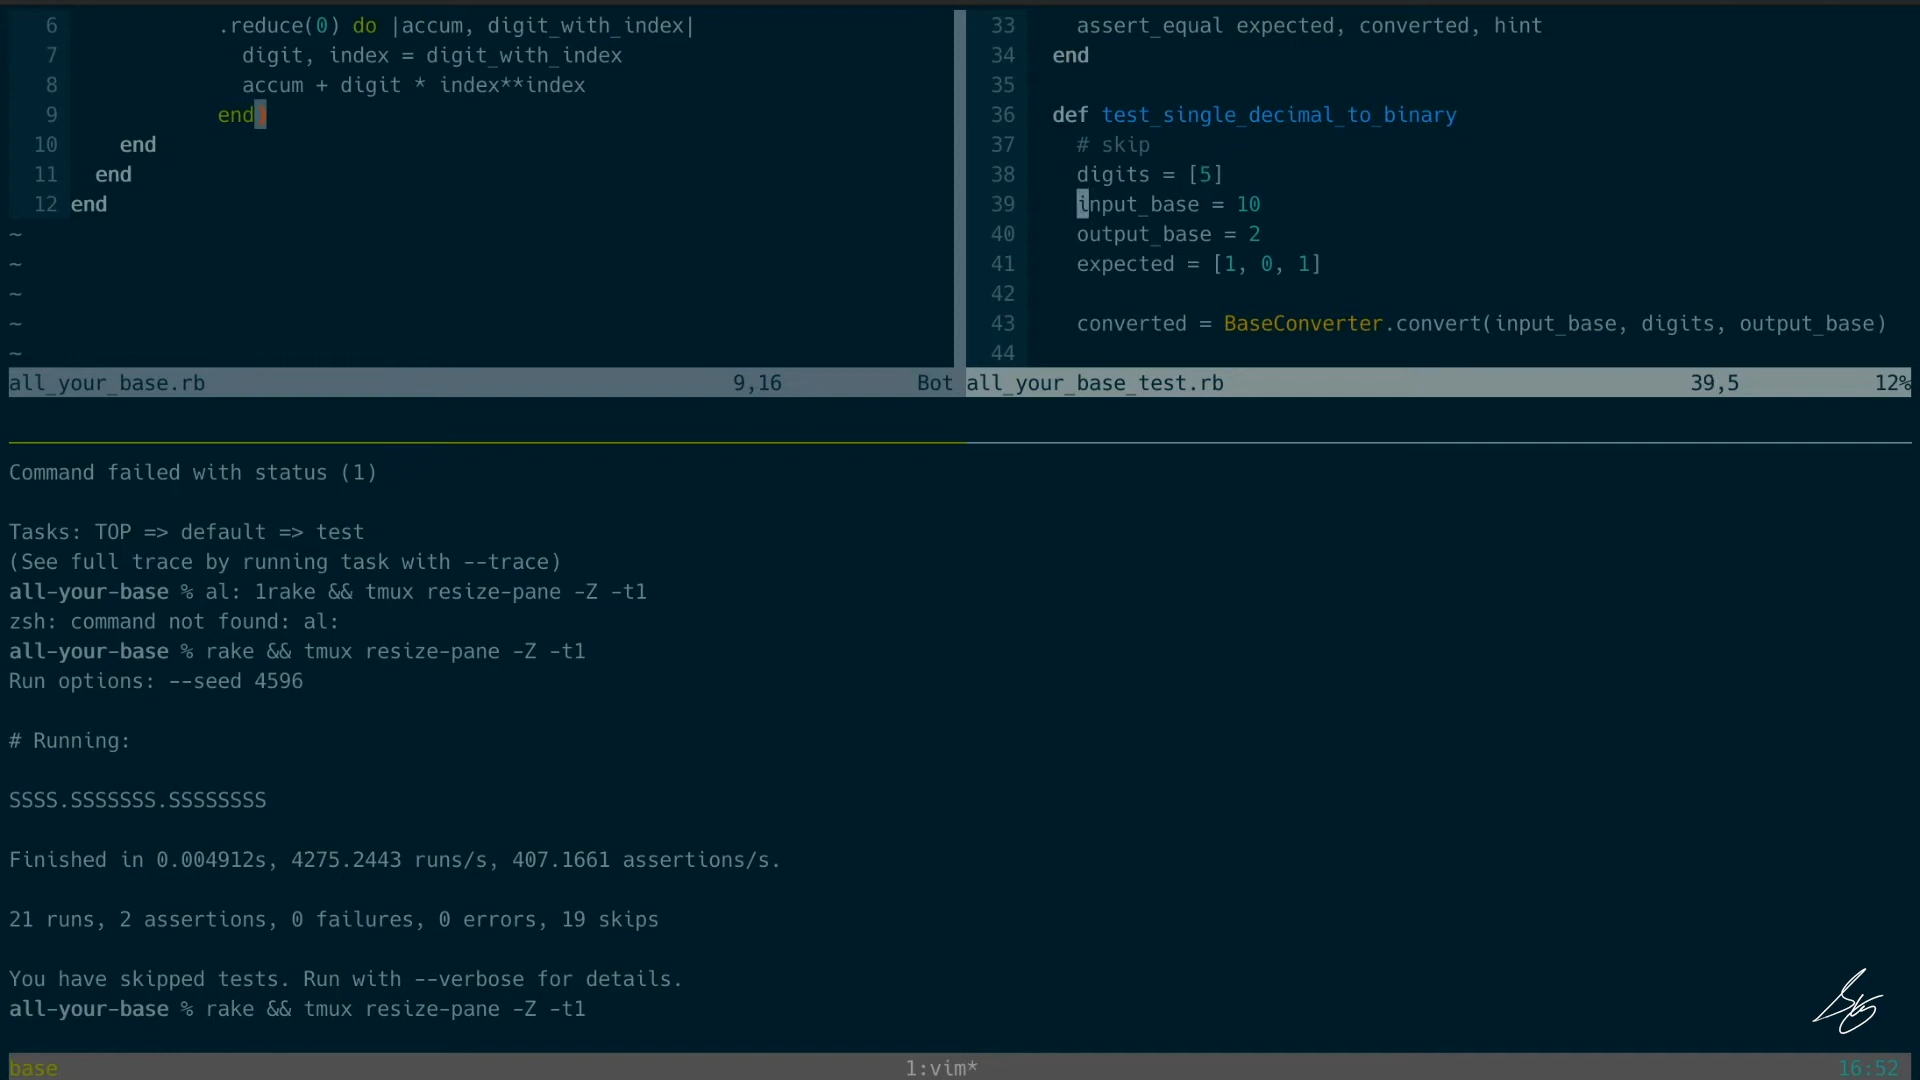 6 .reduce(0) do |accum, digit_with_index|
7 digit, index = digit_with_index
8 accum + digit * index**index
9 end)
10 end
11 end
12 end
~
~
~
~
~
all_your_base.rb 9,16 Bot
33 assert_equal expected, converted, hint
34 end
35
36 def test_single_decimal_to_binary
37 # skip
38 digits = [5]
39 input_base = 10
40 output_base = 2
41 expected = [1, 0, 1]
42
43 converted = BaseConverter.convert(input_base, digits, output_base)
44
all_your_base_test.rb 39,5 12%
Command failed with status (1)
Tasks: TOP => default => test
(See full trace by running task with --trace)
all-your-base % al: 1rake && tmux resize-pane -Z -t1
zsh: command not found: al:
all-your-base % rake && tmux resize-pane -Z -t1
Run options: --seed 4596
# Running:
SSSS.SSSSSSS.SSSSSSSS
Finished in 0.004912s, 4275.2443 runs/s, 407.1661 assertions/s.
21 runs, 2 assertions, 0 failures, 0 errors, 19 skips
You have skipped tests. Run with --verbose for details.
all-your-base % rake && tmux resize-pane -Z -t1
base 1:vim* 16:52